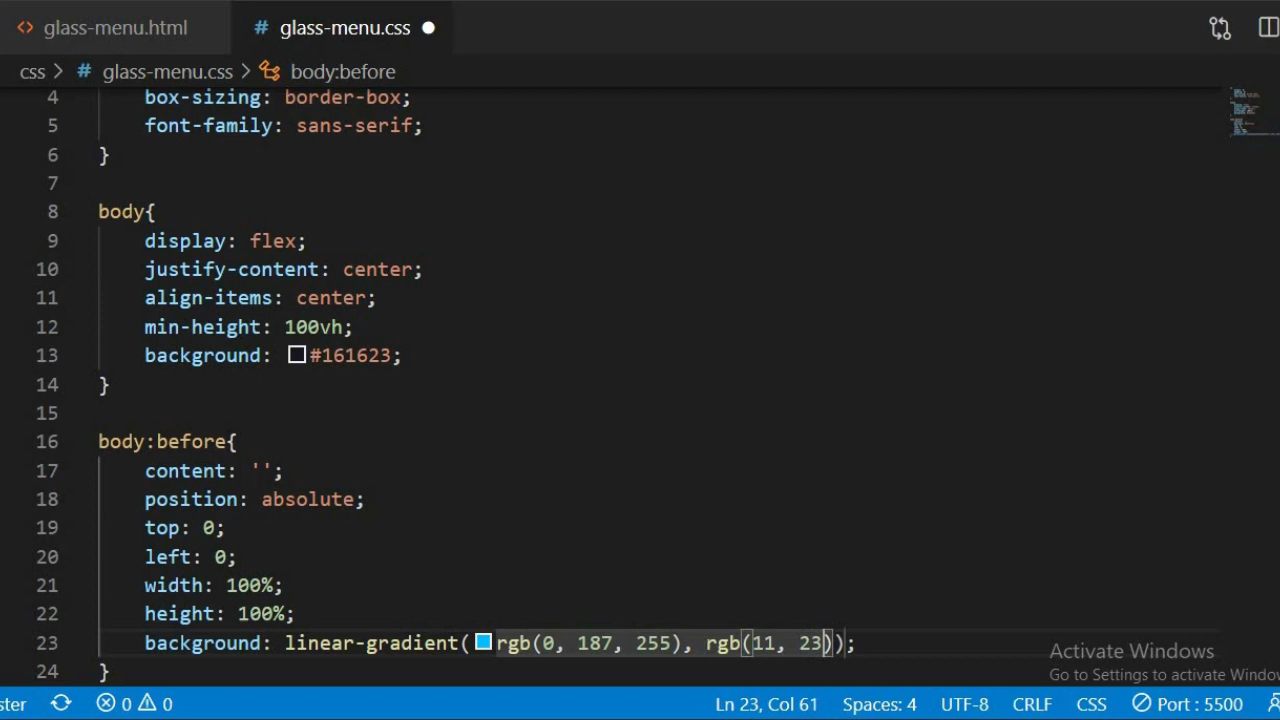 glass-menu.html # glass-menu.css
css > # glass-menu.css > body:before
4 box-sizing: border-box;
5 font-family: sans-serif;
6 }
7
8 body{
9 display: flex;
10 justify-content: center;
11 align-items: center;
12 min-height: 100vh;
13 background: #161623;
14 }
15
16 body:before{
17 content: '';
18 position: absolute;
19 top: 0;
20 left: 0;
21 width: 100%;
22 height: 100%;
23 background: linear-gradient(rgb(0, 187, 255), rgb(11, 23));
24 }
Activate Windows
Go to Settings to activate Windo
ster 0 0 Ln 23, Col 61 Spaces: 4 UTF-8 CRLF CSS Port : 5500